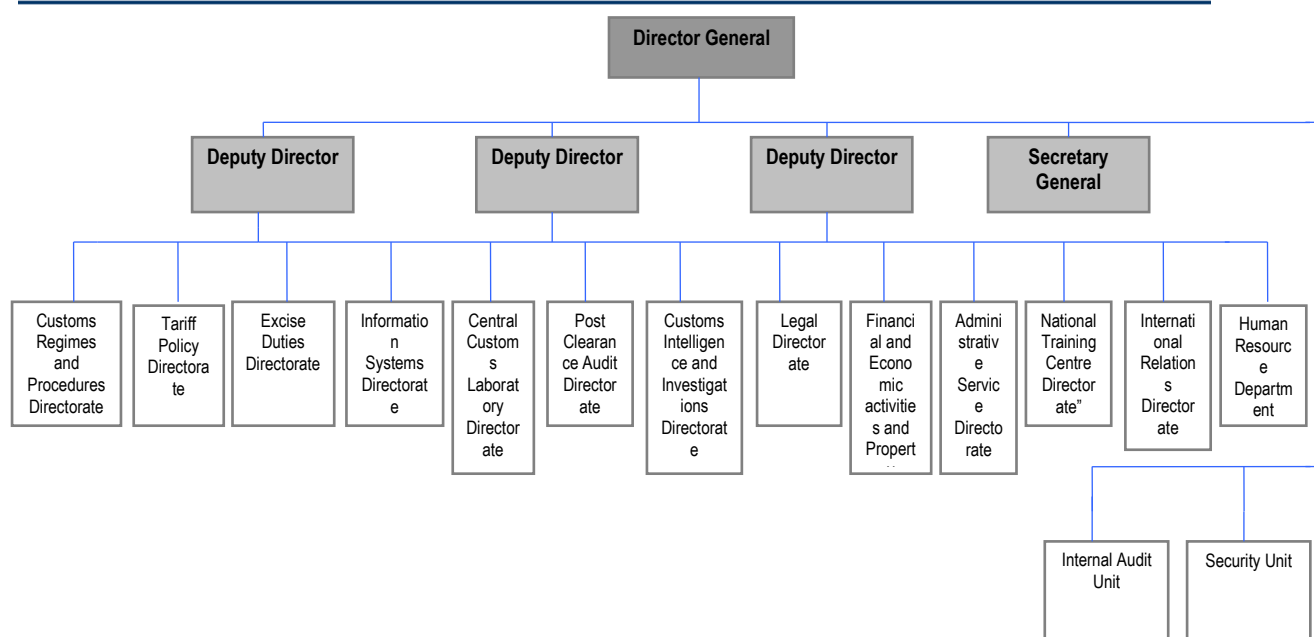 Director General
Deputy Director
Deputy Director
Deputy Director
Secretary
General
Customs
Regimes
and
Procedures
Directorate
Tariff
Policy
Directora
te
Excise
Duties
Directorate
Informatio
n
Systems
Directorat
e
Central
Custom
s
Laborat
ory
Director
ate
Post
Clearan
ce Audit
Director
ate
Customs
Intelligen
ce and
Investigat
ions
Directorat
e
Legal
Director
ate
Financi
al and
Econo
mic
activitie
s and
Propert
Admini
strativ
e
Servic
e
Directo
rate
National
Training
Centre
Director
ate”
Internati
onal
Relation
s
Director
ate
Human
Resourc
e
Departm
ent
Internal Audit
Unit
Security Unit